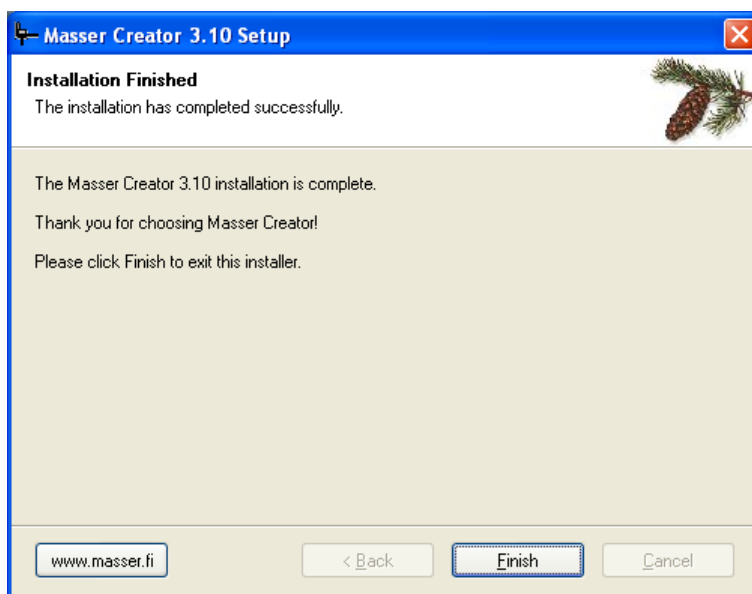 Masser Creator 3.10 Setup
Installation Finished
The installation has completed successfully.
The Masser Creator 3.10 installation is complete.
Thank you for choosing Masser Creator!
Please click Finish to exit this installer.
www.masser.fi
< Back
Finish
Cancel